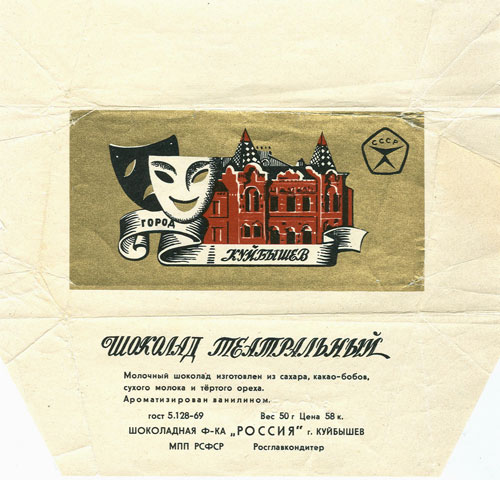 СССР
ГОРОД
КУЙБЫШЕВ
ШОКОЛАД ТЕАТРАЛЬНЫЙ
Молочный шоколад изготовлен из сахара, какао-бобов,
сухого молока и тёртого ореха.
Ароматизирован ванилином.
гост 5.128-69 Вес 50 г Цена 58 к.
ШОКОЛАДНАЯ Ф-КА „РОССИЯ" г. КУЙБЫШЕВ
МПП РСФСР Росглавкондитер